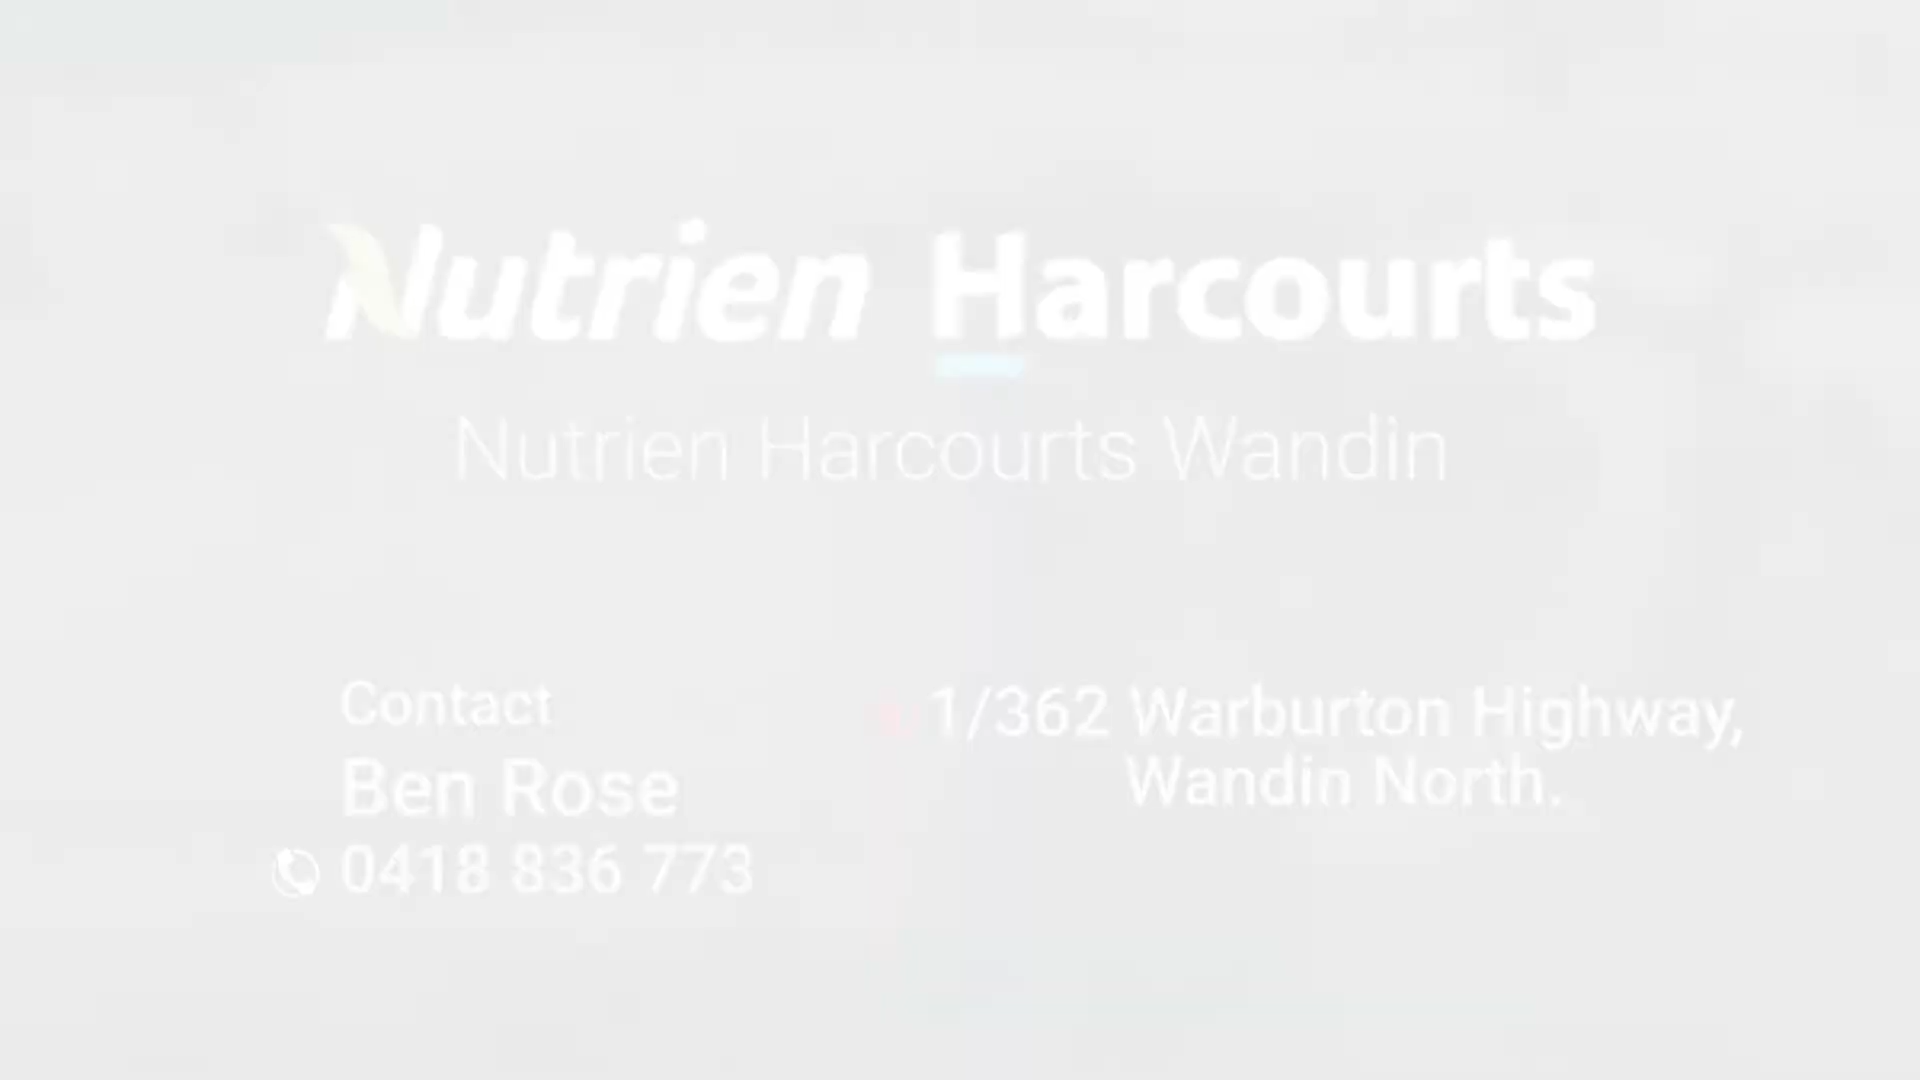 Nutrien Harcourts
Nutrien Harcourts Wandin
Contact
Ben Rose
0418 836 773
1/362 Warburton Highway,
Wandin North.